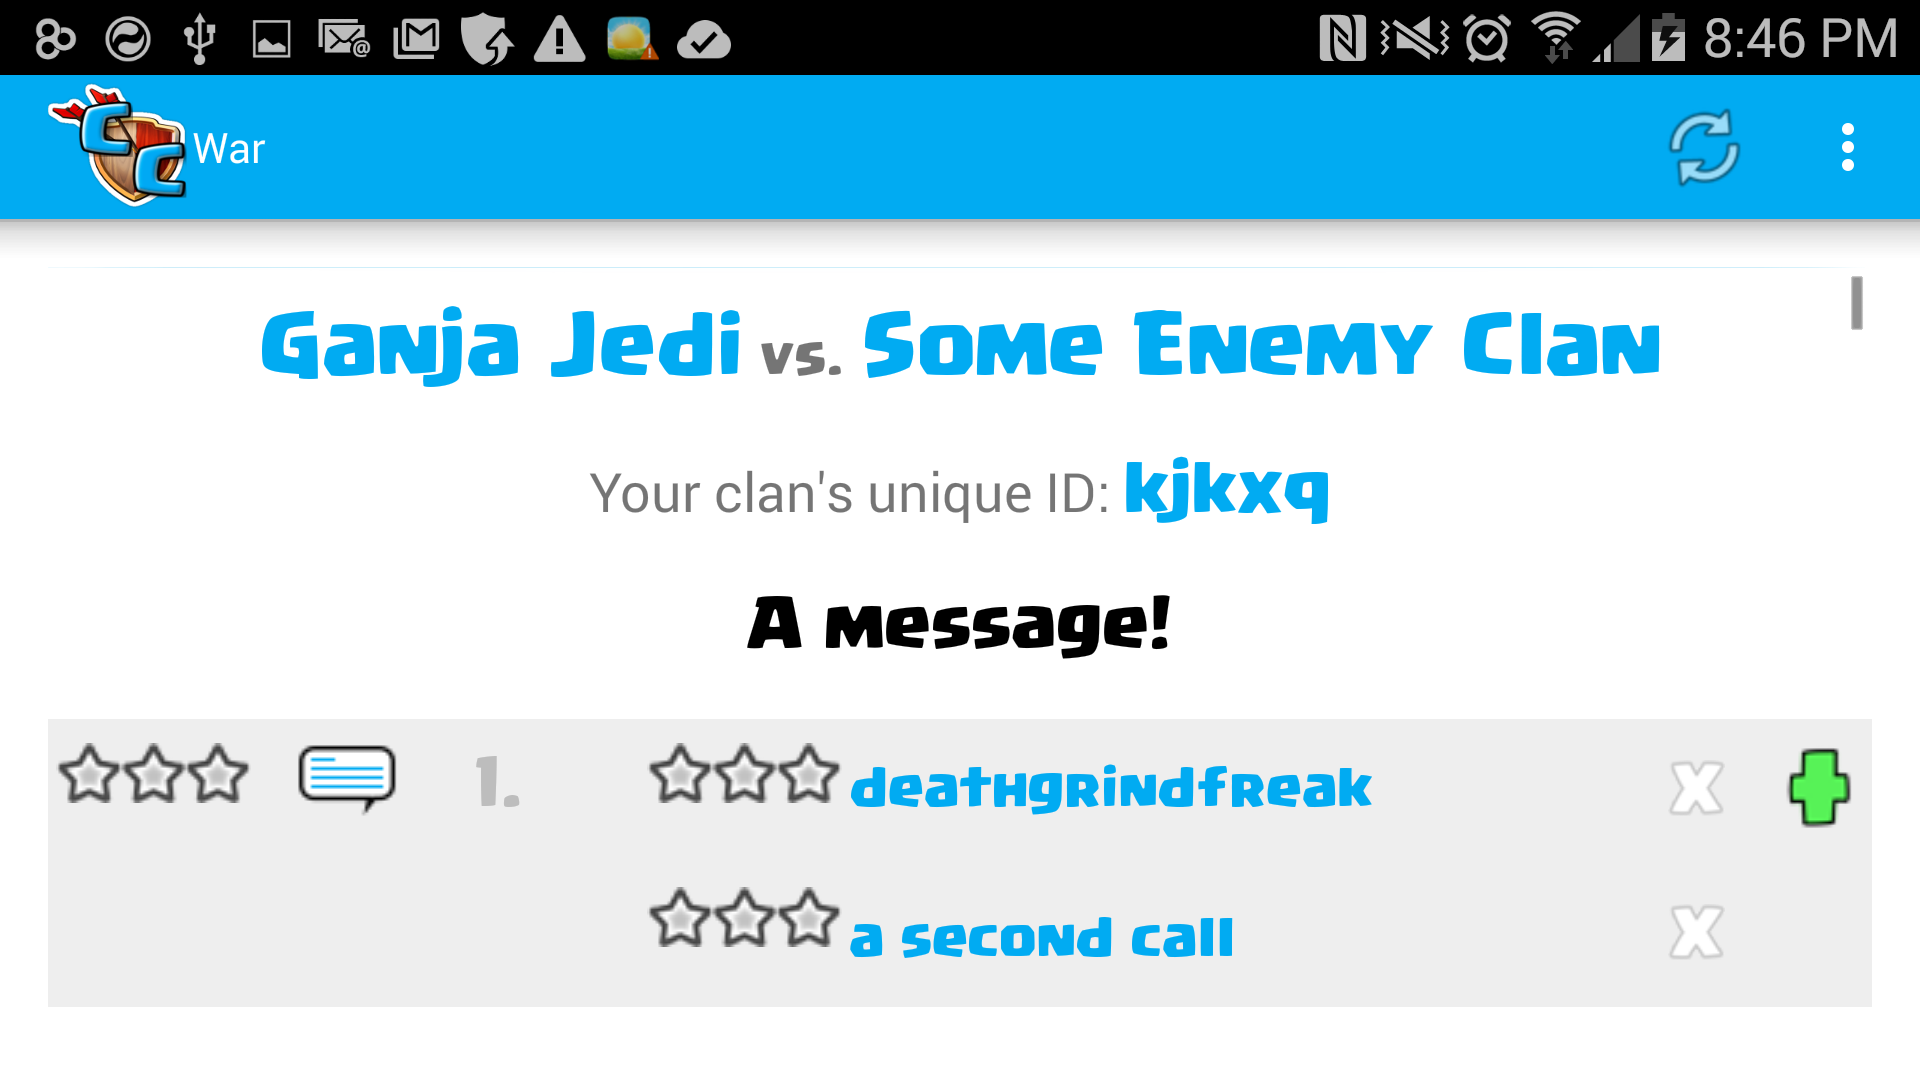 8:46 PM
CC War
Ganja Jedi vs. Some Enemy Clan
Your clan's unique ID: kjkxq
A message!
1. deathgrindfreak X
a second call X